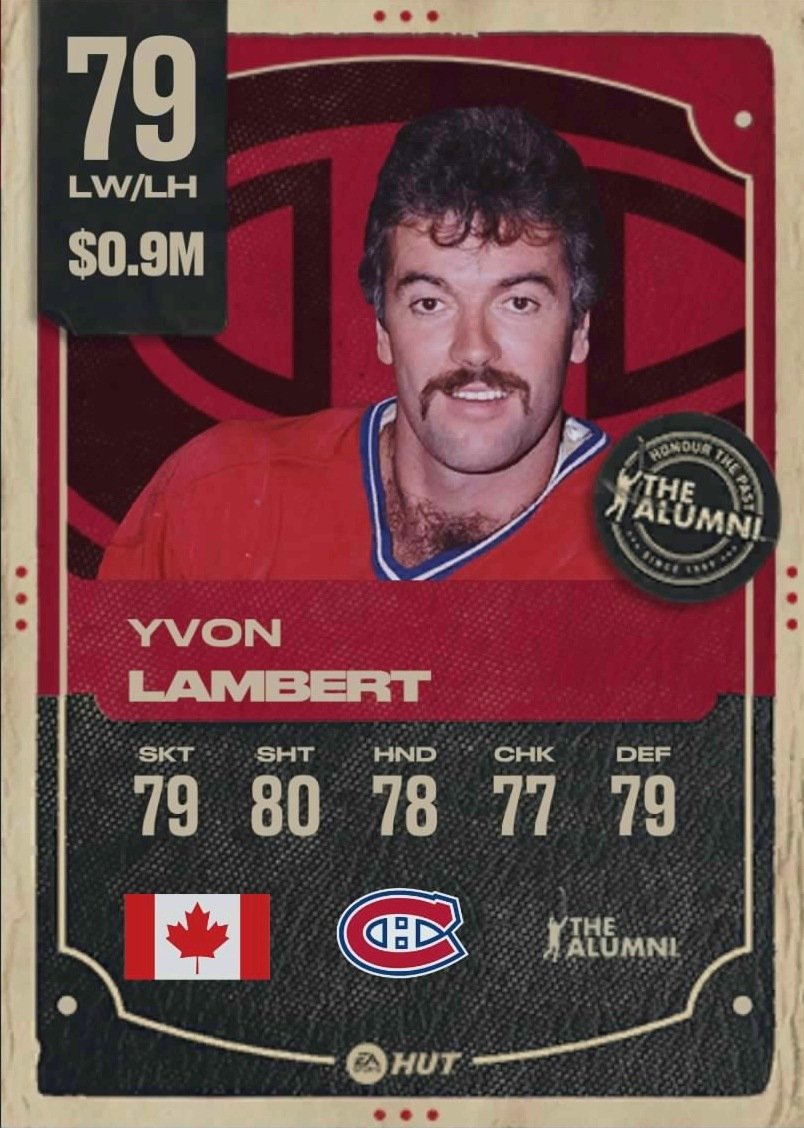 79
LW/LH
$0.9M
HONOUR THE PAST
THE
ALUMNI
YVON
LAMBERT
SKT SHT HND CHK DEF
79 80 78 77 79
THE
ALUMNI
EA HUT